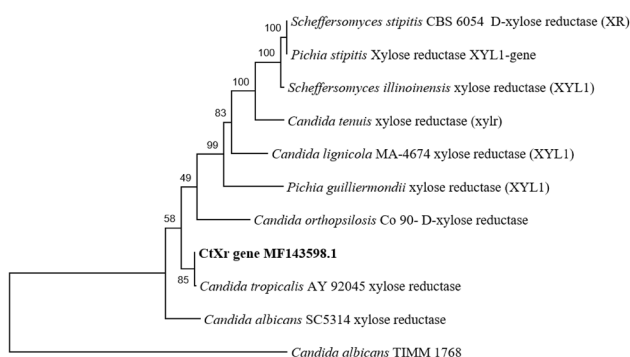 Scheffersomyces stipitis CBS 6054 D-xylose reductase (XR)
100
Pichia stipitis Xylose reductase XYL1-gene
100
Scheffersomyces illinoinensis xylose reductase (XYL1)
100
Candida tenuis xylose reductase (xylr)
83
Candida lignicola MA-4674 xylose reductase (XYL1)
99
Pichia guilliermondii xylose reductase (XYL1)
49
Candida orthopsilosis Co 90- D-xylose reductase
58
CtXr gene MF143598.1
85
Candida tropicalis AY 92045 xylose reductase
Candida albicans SC5314 xylose reductase
Candida albicans TIMM 1768